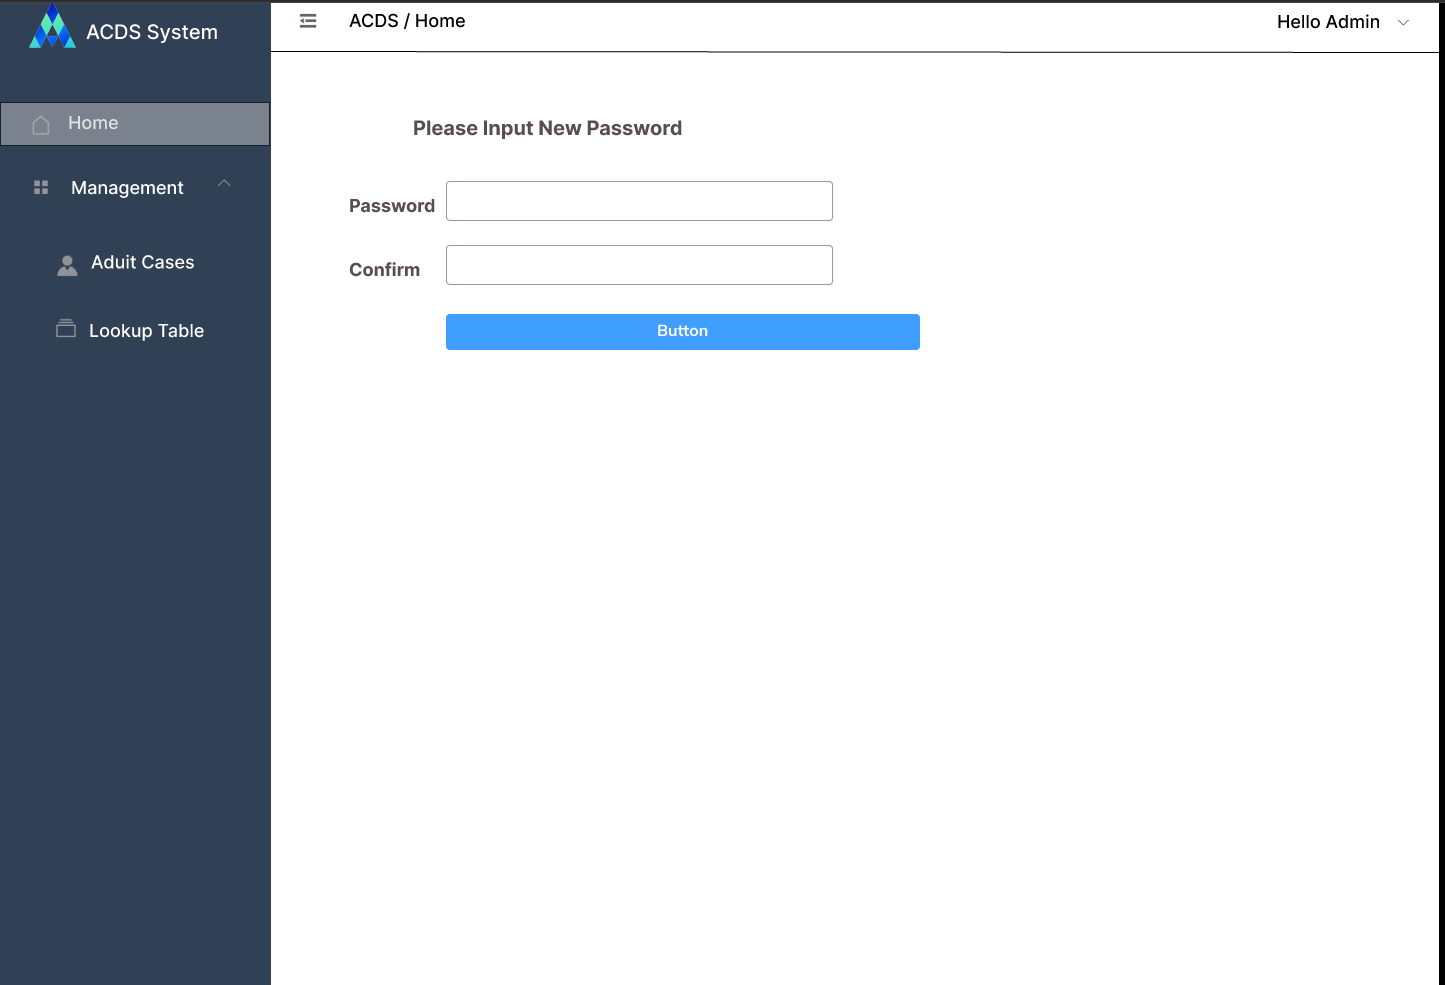 ACDS System
ACDS / Home
Hello Admin
Home
Management
Aduit Cases
Lookup Table
Please Input New Password
Password
Confirm
Button